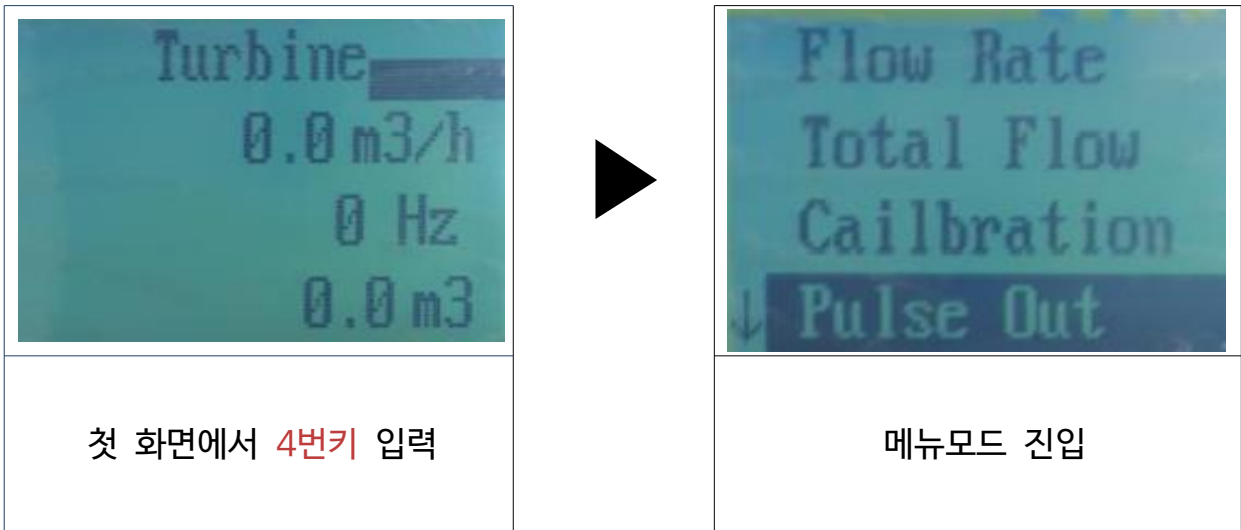 Turbine
0.0 m3/h
0 Hz
0.0 m3
첫 화면에서 4번키 입력
Flow Rate
Total Flow
Cailbration
↓ Pulse Out
메뉴모드 진입